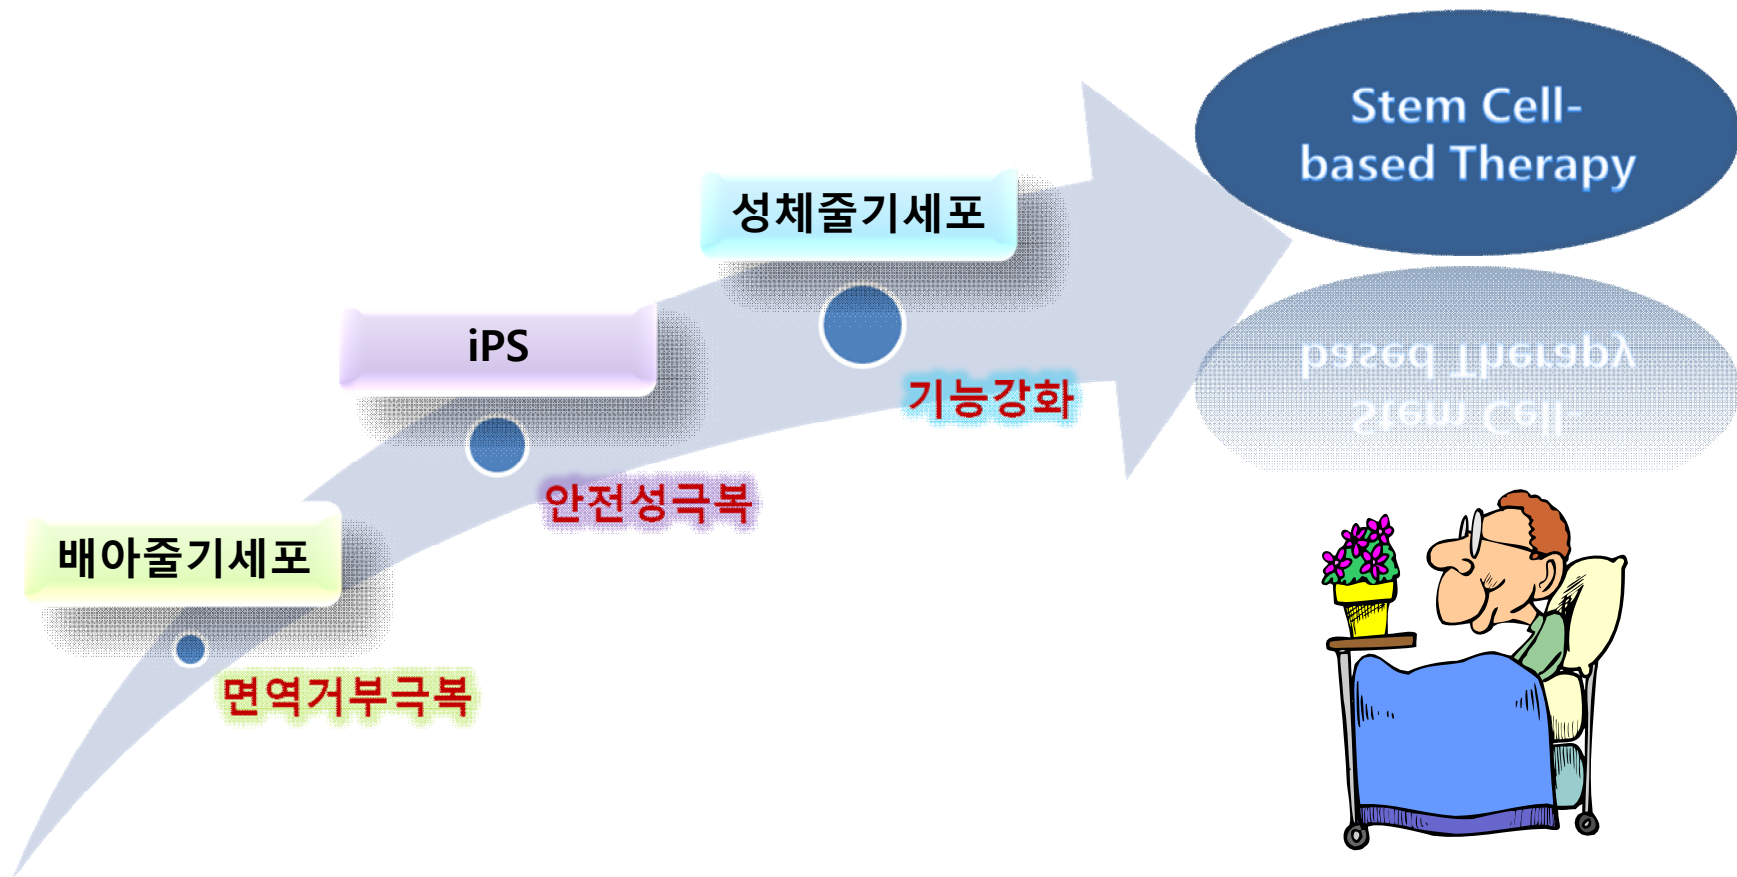 Stem Cell-
based Therapy
성체줄기세포
iPS
기능강화
안전성극복
배아줄기세포
면역거부극복